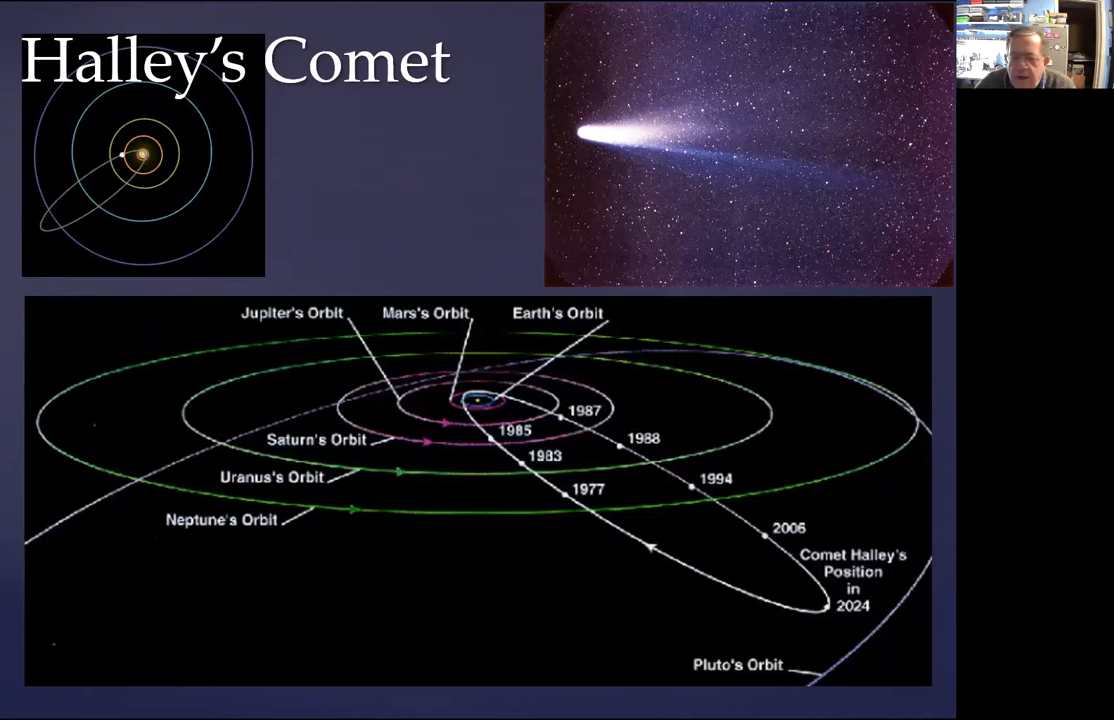 Halley's Comet
Jupiter's Orbit
Mars's Orbit
Earth's Orbit
1987
1985
1988
Saturn's Orbit
1983
Uranus's Orbit
1977
1994
Neptune's Orbit
2006
Comet Halley's
Position
in
2024
Pluto's Orbit